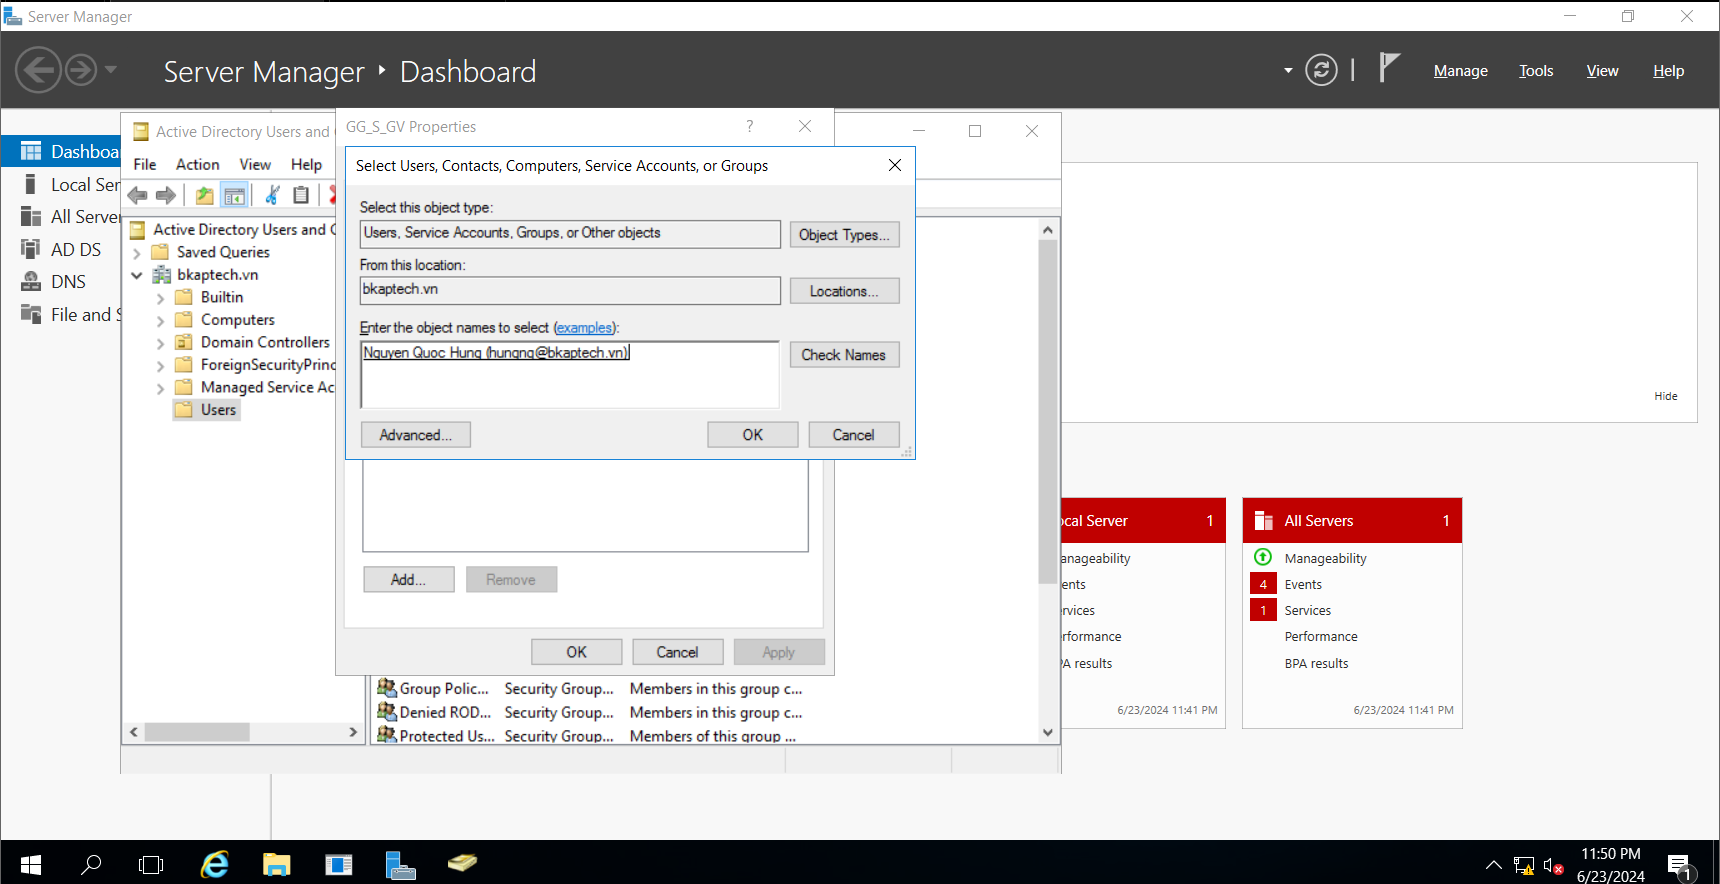 Server Manager
Server Manager ‣ Dashboard
Manage Tools View Help
Local Ser
All Server
AD DS
DNS
File and S
Dashboa
Active Directory Users and
File Action View Help
Active Directory Users and C
Saved Queries
bkaptech.vn
Builtin
Computers
Domain Controllers
ForeignSecurityPrinc
Managed Service Ac
Users
GG_S_GV Properties
?
Select Users, Contacts, Computers, Service Accounts, or Groups
Select this object type:
Users, Service Accounts, Groups, or Other objects
Object Types...
From this location:
bkaptech.vn
Locations...
Enter the object names to select (examples):
Nguyen Quoc Hung (hungnq@bkaptech.vn)
Check Names
Advanced... OK Cancel
Add... Remove
OK Cancel Apply
Group Polic... Security Group... Members in this group c...
Denied ROD... Security Group... Members in this group c...
Protected Us... Security Group... Members of this group ...
Hide
ocal Server 1
anageability
ents
rvices
rformance
PA results
6/23/2024 11:41 PM
All Servers 1
Manageability
4 Events
1 Services
Performance
BPA results
6/23/2024 11:41 PM
11:50 PM
6/23/2024
1